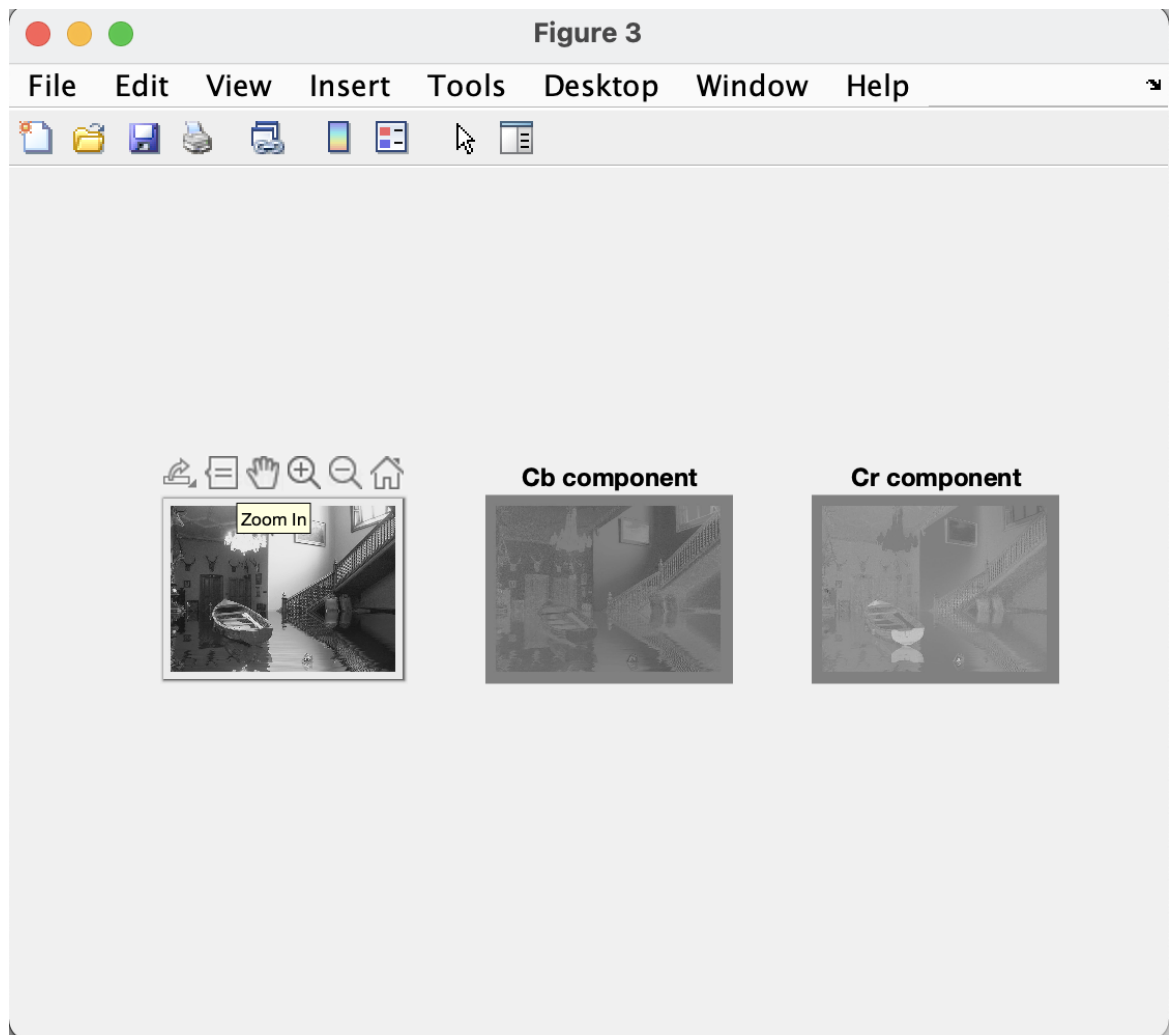 Figure 3
File Edit View Insert Tools Desktop Window Help
Cb component Cr component
Zoom In